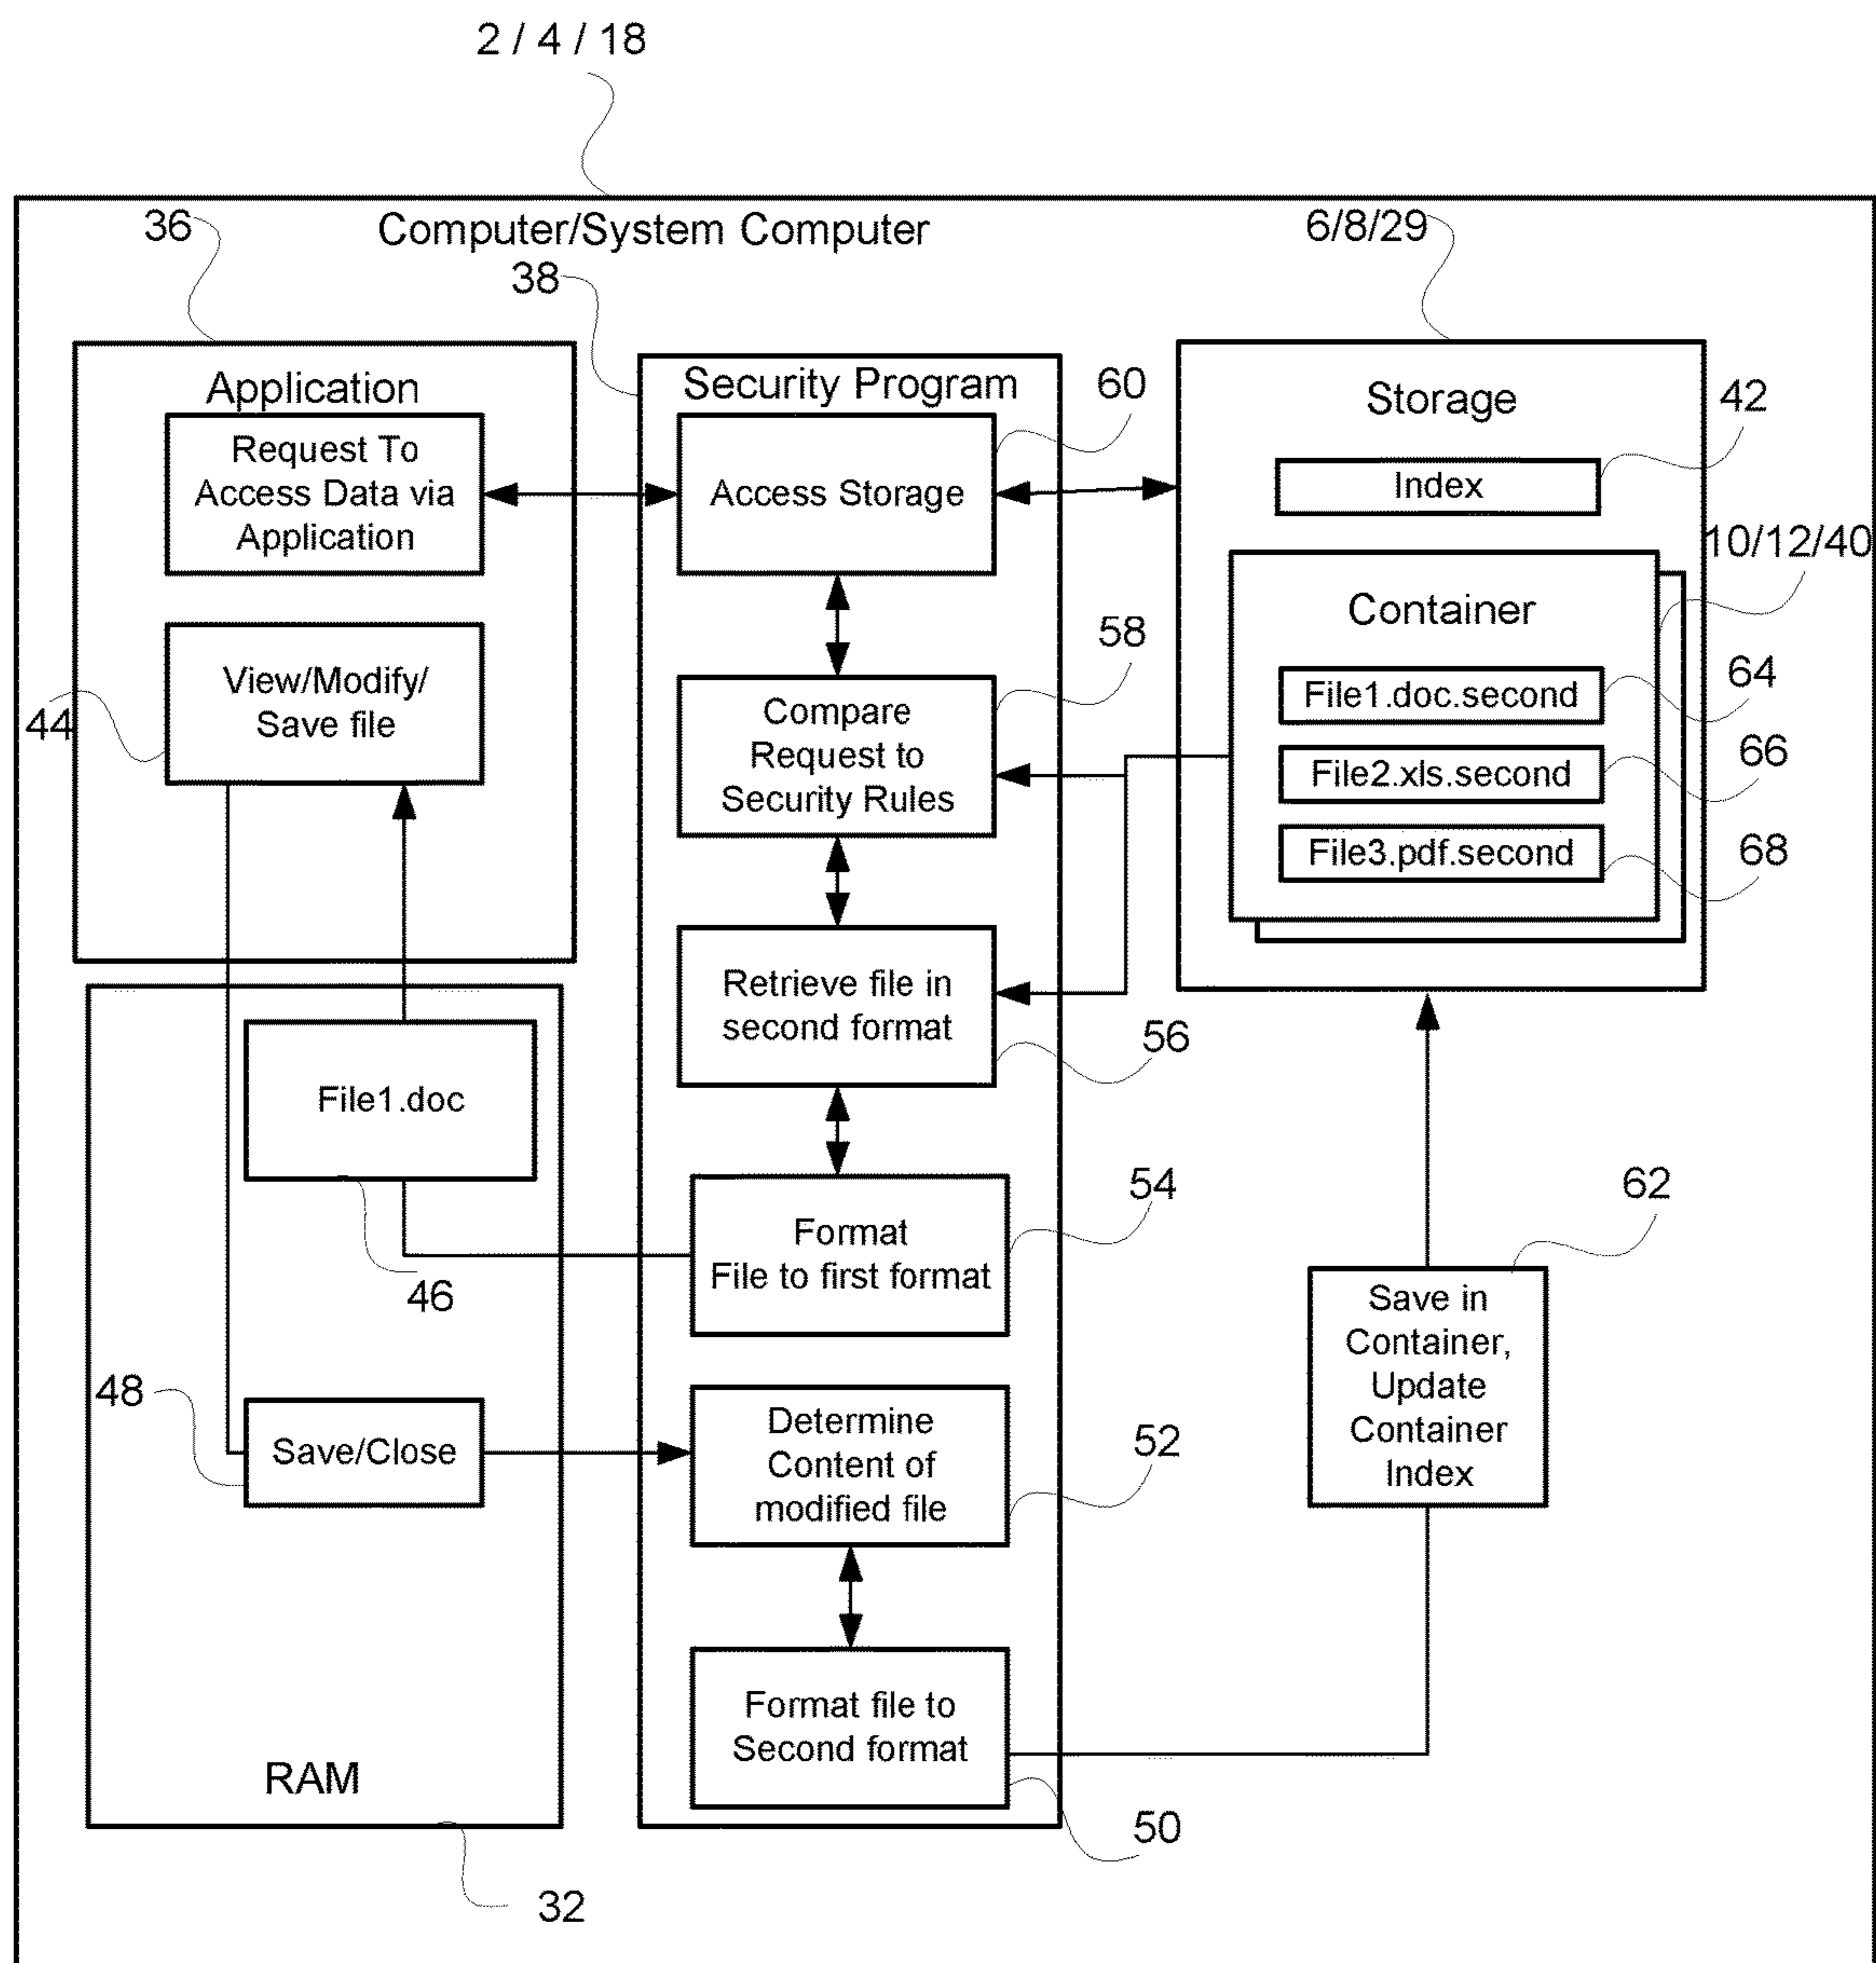 2 / 4 / 18
Computer/System Computer
36
38
6/8/29
Application
Request To
Access Data via
Application
View/Modify/
Save file
44
Security Program
60
Access Storage
58
Compare
Request to
Security Rules
Retrieve file in
second format
56
Format
File to first format
54
Determine
Content of
modified file
52
Format file to
Second format
50
Storage
42
Index
10/12/40
Container
File1.doc.second
64
File2.xls.second
66
File3.pdf.second
68
File1.doc
46
48
Save/Close
RAM
32
62
Save in
Container,
Update
Container
Index